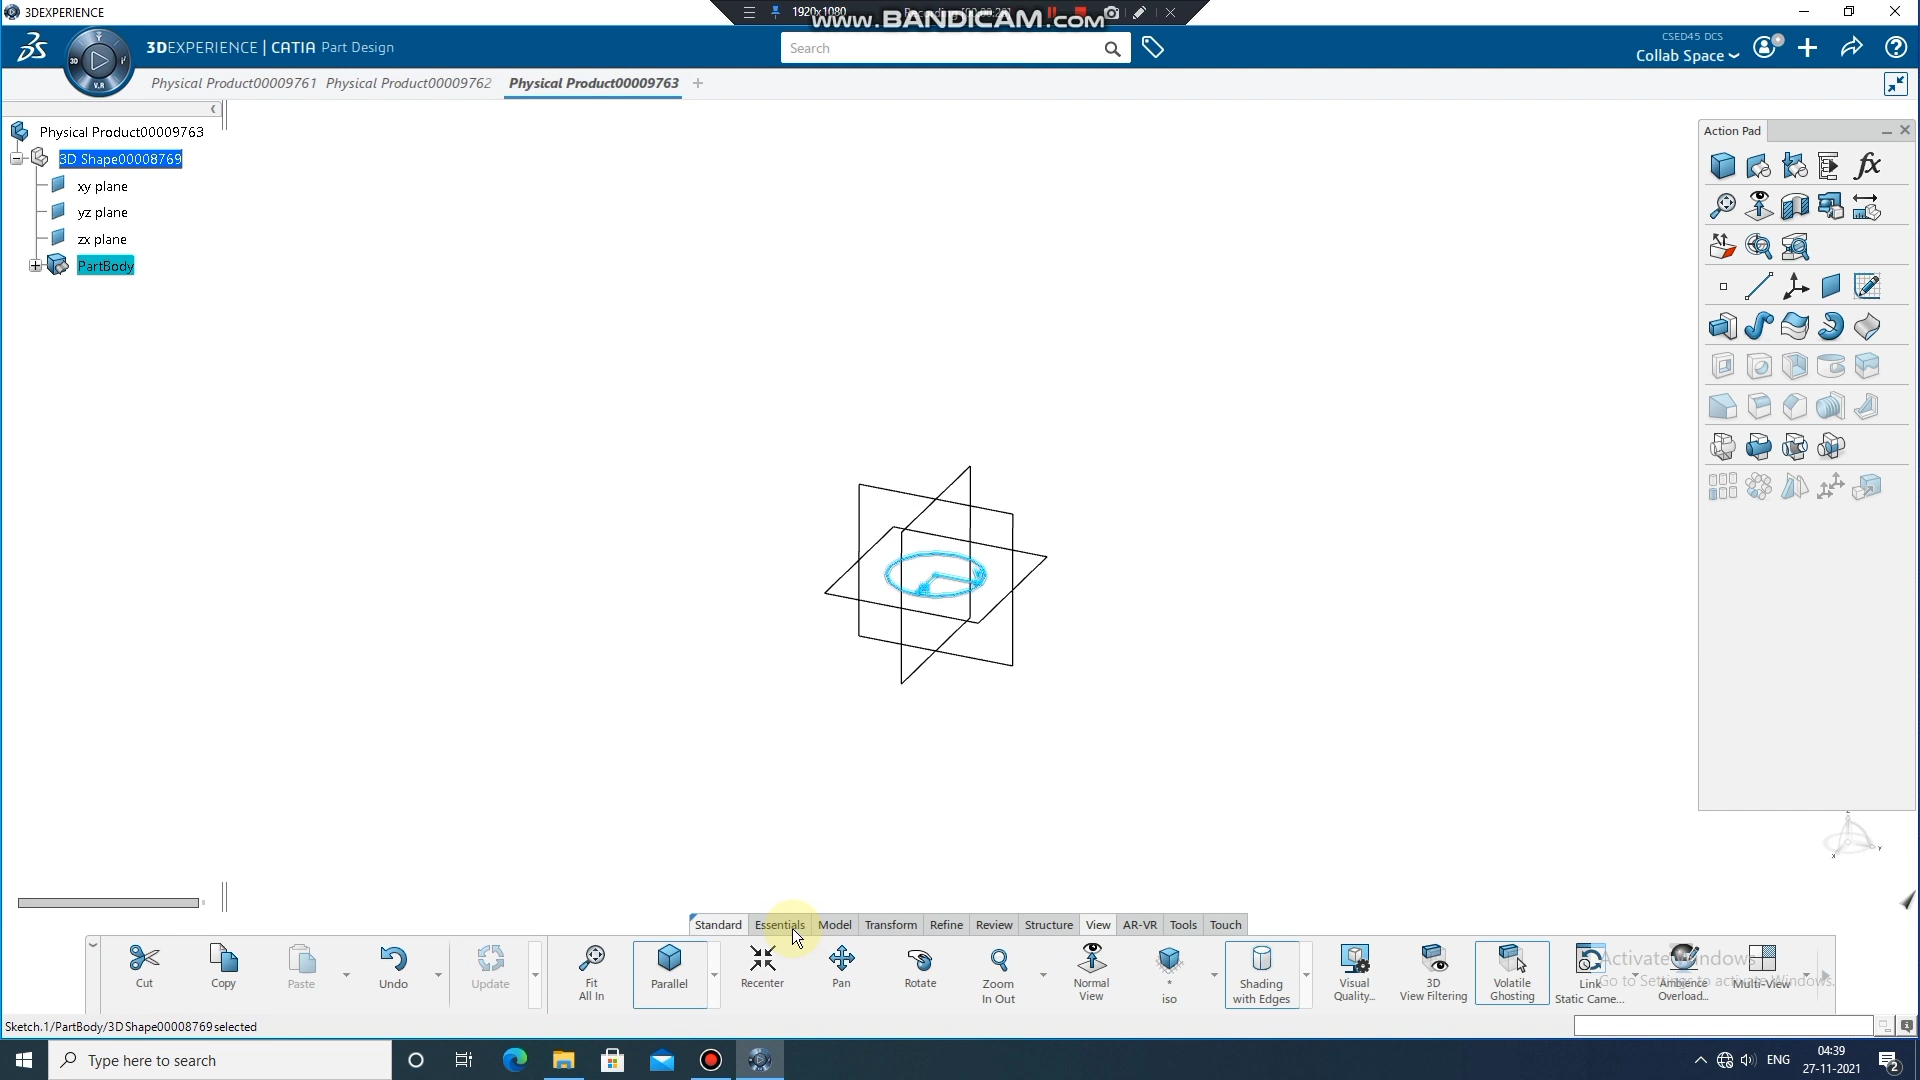 3DEXPERIENCE
1920x1080
www.BANDICAM.com
3DEXPERIENCE | CATIA Part Design
Search
CSED45 DCS
Collab Space
3D
V.R
Physical Product00009761
Physical Product00009762
Physical Product00009763
Physical Product00009763
3D Shape00008769
xy plane
yz plane
zx plane
PartBody
Action Pad
fx
Standard
Essentials
Model
Transform
Refine
Review
Structure
View
AR-VR
Tools
Touch
Cut
Copy
Paste
Undo
Update
Fit
All In
Parallel
Recenter
Pan
Rotate
Zoom
In Out
Normal
View
*
iso
Shading
with Edges
Visual
Quality...
3D
View Filtering
Volatile
Ghosting
Link
Static Came...
Ambience
Overload...
Multi-View
Activate Windows
Go to Settings to activate Windows.
Sketch.1/PartBody/3D Shape00008769 selected
Type here to search
ENG
04:39
27-11-2021
2